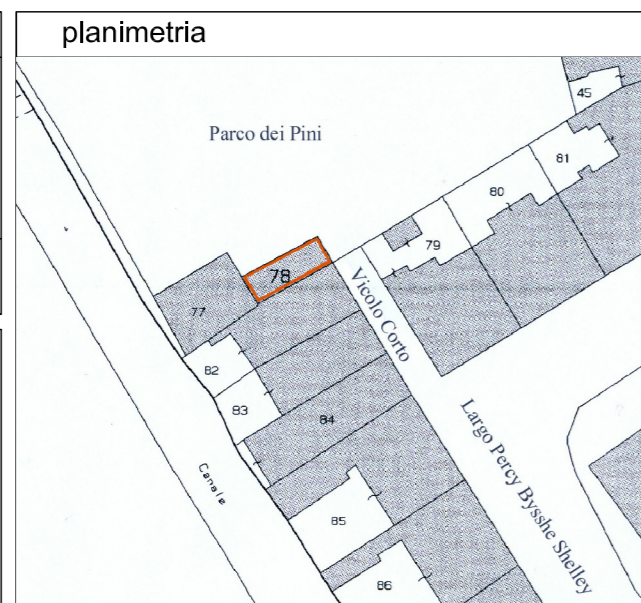 planimetria
45
Parco dei Pini
81
80
79
78
Vicolo Corto
77
82
83
84
Largo Percy Bysshe Shelley
Canale
85
86